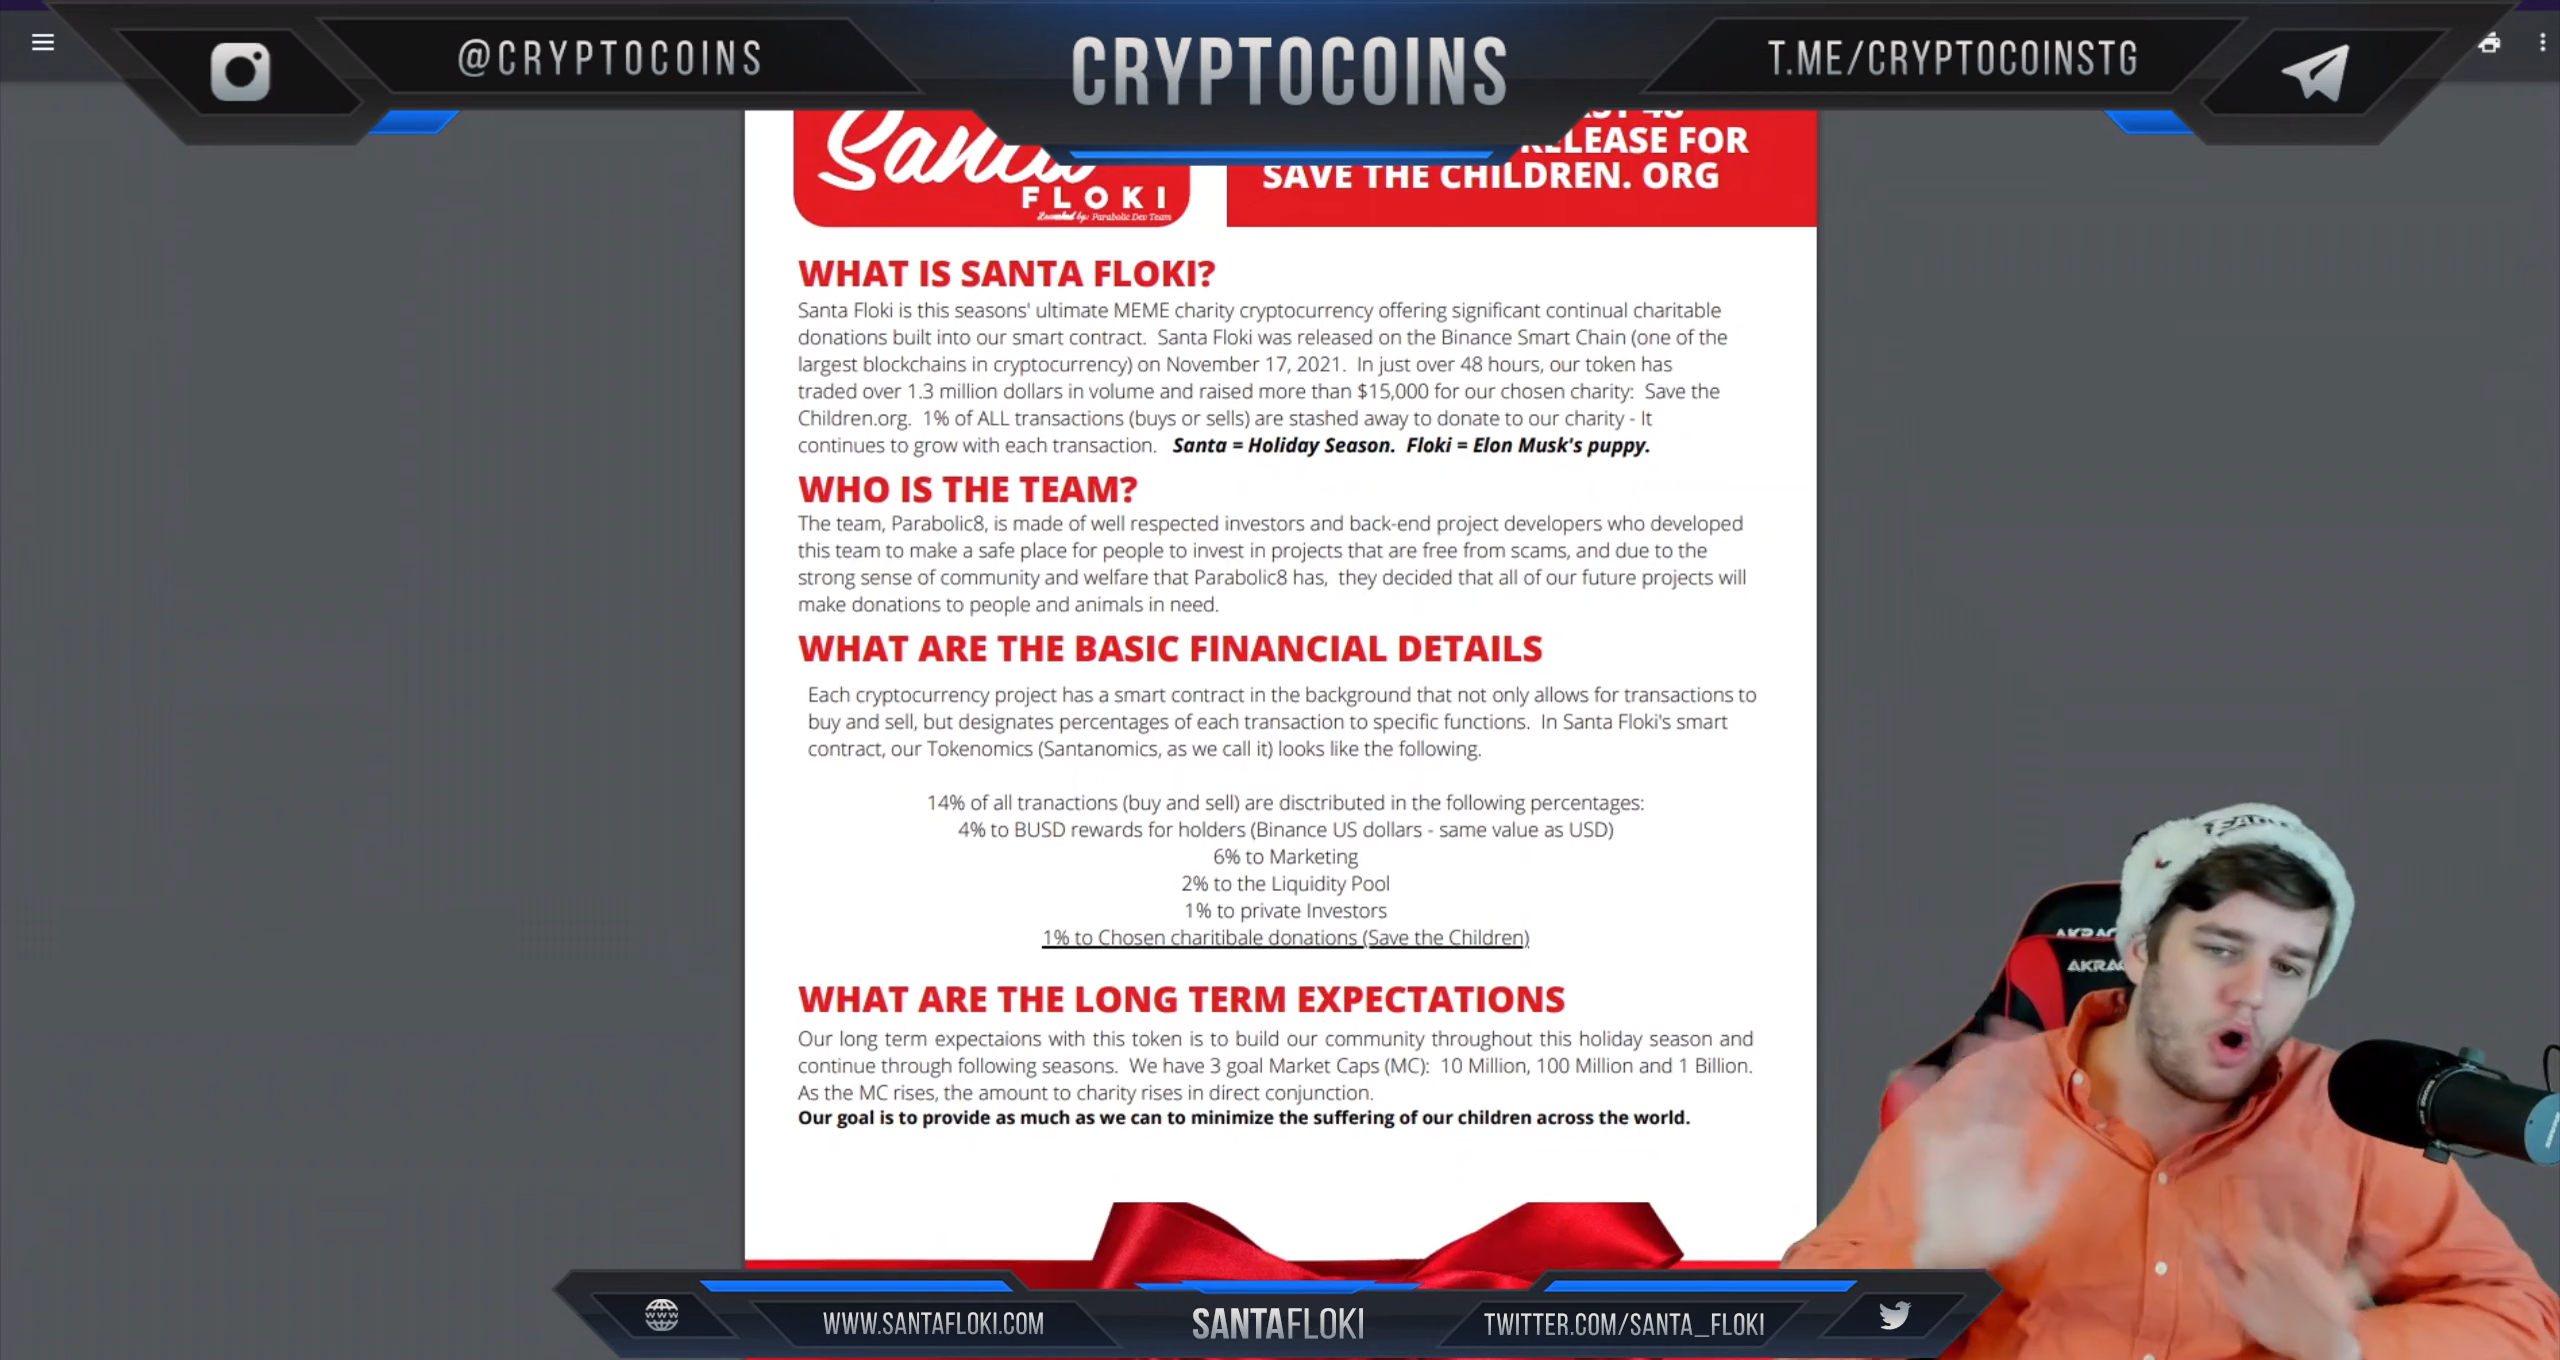 @CRYPTOCOINS
CRYPTOCOINS
T.ME/CRYPTOCOINSTG
Santa
FLOKI
Launched by: Parabolic Dev Team
48
RELEASE FOR
SAVE THE CHILDREN. ORG
WHAT IS SANTA FLOKI?
Santa Floki is this seasons' ultimate MEME charity cryptocurrency offering significant continual charitable
donations built into our smart contract. Santa Floki was released on the Binance Smart Chain (one of the
largest blockchains in cryptocurrency) on November 17, 2021. In just over 48 hours, our token has
traded over 1.3 million dollars in volume and raised more than $15,000 for our chosen charity: Save the
Children.org. 1% of ALL transactions (buys or sells) are stashed away to donate to our charity - It
continues to grow with each transaction. Santa = Holiday Season. Floki = Elon Musk's puppy.
WHO IS THE TEAM?
The team, Parabolic8, is made of well respected investors and back-end project developers who developed
this team to make a safe place for people to invest in projects that are free from scams, and due to the
strong sense of community and welfare that Parabolic8 has, they decided that all of our future projects will
make donations to people and animals in need.
WHAT ARE THE BASIC FINANCIAL DETAILS
Each cryptocurrency project has a smart contract in the background that not only allows for transactions to
buy and sell, but designates percentages of each transaction to specific functions. In Santa Floki's smart
contract, our Tokenomics (Santanomics, as we call it) looks like the following.
14% of all tranactions (buy and sell) are disctributed in the following percentages:
4% to BUSD rewards for holders (Binance US dollars - same value as USD)
6% to Marketing
2% to the Liquidity Pool
1% to private Investors
1% to Chosen charitibale donations (Save the Children)
WHAT ARE THE LONG TERM EXPECTATIONS
Our long term expectaions with this token is to build our community throughout this holiday season and
continue through following seasons. We have 3 goal Market Caps (MC): 10 Million, 100 Million and 1 Billion.
As the MC rises, the amount to charity rises in direct conjunction.
Our goal is to provide as much as we can to minimize the suffering of our children across the world.
AKRAC
AKRA
WWW
WWW.SANTAFLOKI.COM
SANTAFLOKI
TWITTER.COM/SANTA_FLOKI